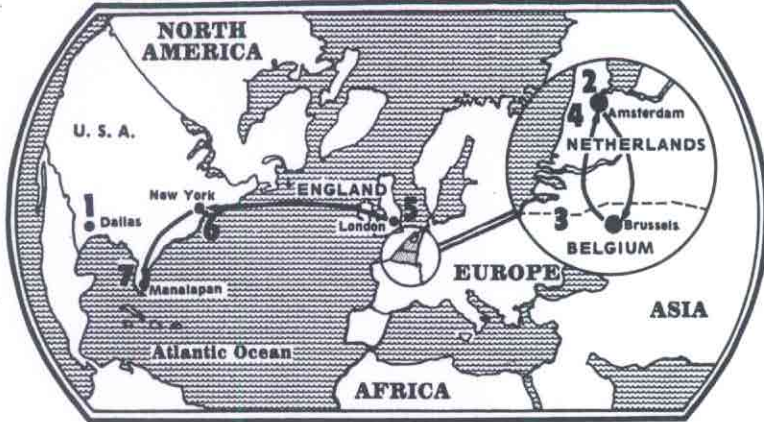 NORTH
AMERICA
U. S. A.
1
Dallas
New York
6
7
Manalapan
Atlantic Ocean
ENGLAND
London
5
EUROPE
AFRICA
ASIA
2
4
Amsterdam
NETHERLANDS
3
Brussels
BELGIUM